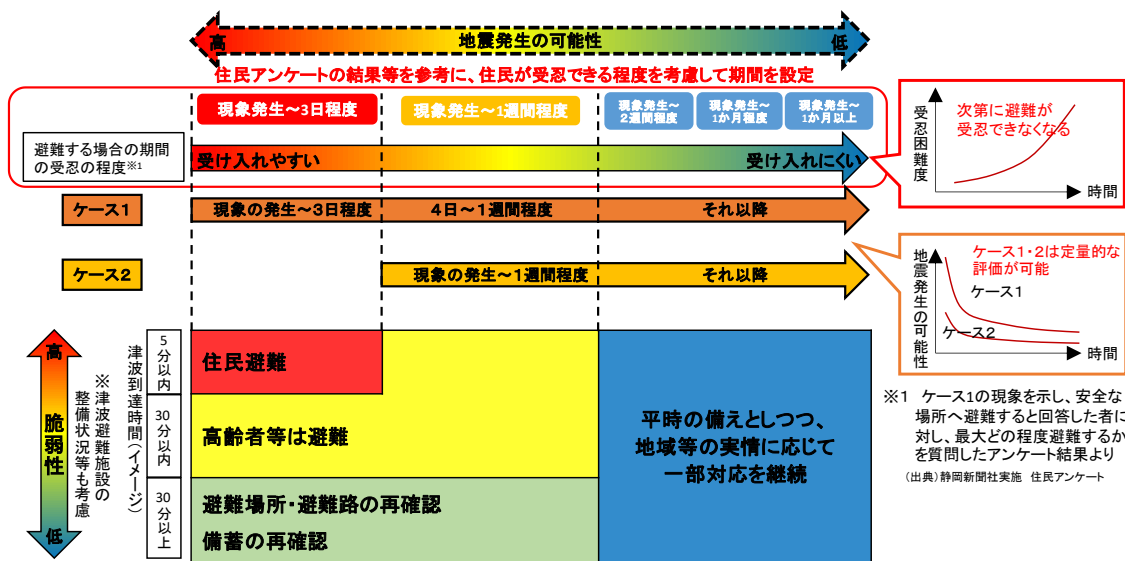 高
地震発生の可能性
低
住民アンケートの結果等を参考に、住民が受忍できる程度を考慮して期間を設定
現象発生～3日程度
現象発生～1週間程度
現象発生～
2週間程度
現象発生～
1か月程度
現象発生～
1か月以上
避難する場合の期間
の受忍の程度※1
受け入れやすい
受け入れにくい
受忍困難度
次第に避難が
受忍できなくなる
時間
ケース1
現象の発生～3日程度
4日～1週間程度
それ以降
ケース2
現象の発生～1週間程度
それ以降
地震発生の可能性
ケース1・2は定量的な
評価が可能
ケース1
ケース2
時間
高
脆弱性
低
※津波避難施設の
整備状況等も考慮
津波到達時間(イメージ)
5分以内
30分以内
30分以上
住民避難
高齢者等は避難
避難場所・避難路の再確認
備蓄の再確認
平時の備えとしつつ、
地域等の実情に応じて
一部対応を継続
※1 ケース1の現象を示し、安全な
場所へ避難すると回答した者に
対し、最大どの程度避難するか
を質問したアンケート結果より
(出典)静岡新聞社実施 住民アンケート